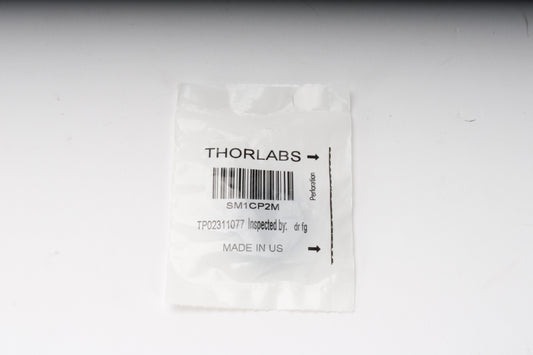 THORLABS →
SM1CP2M
Perforation
TP02311077 Inspected by: dr fg
MADE IN US →